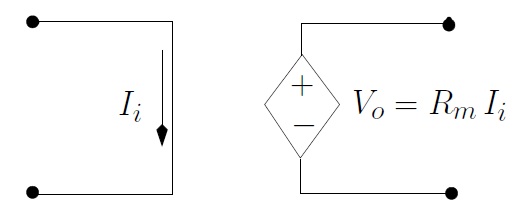 +
I_i
V_o = R_m I_i
−